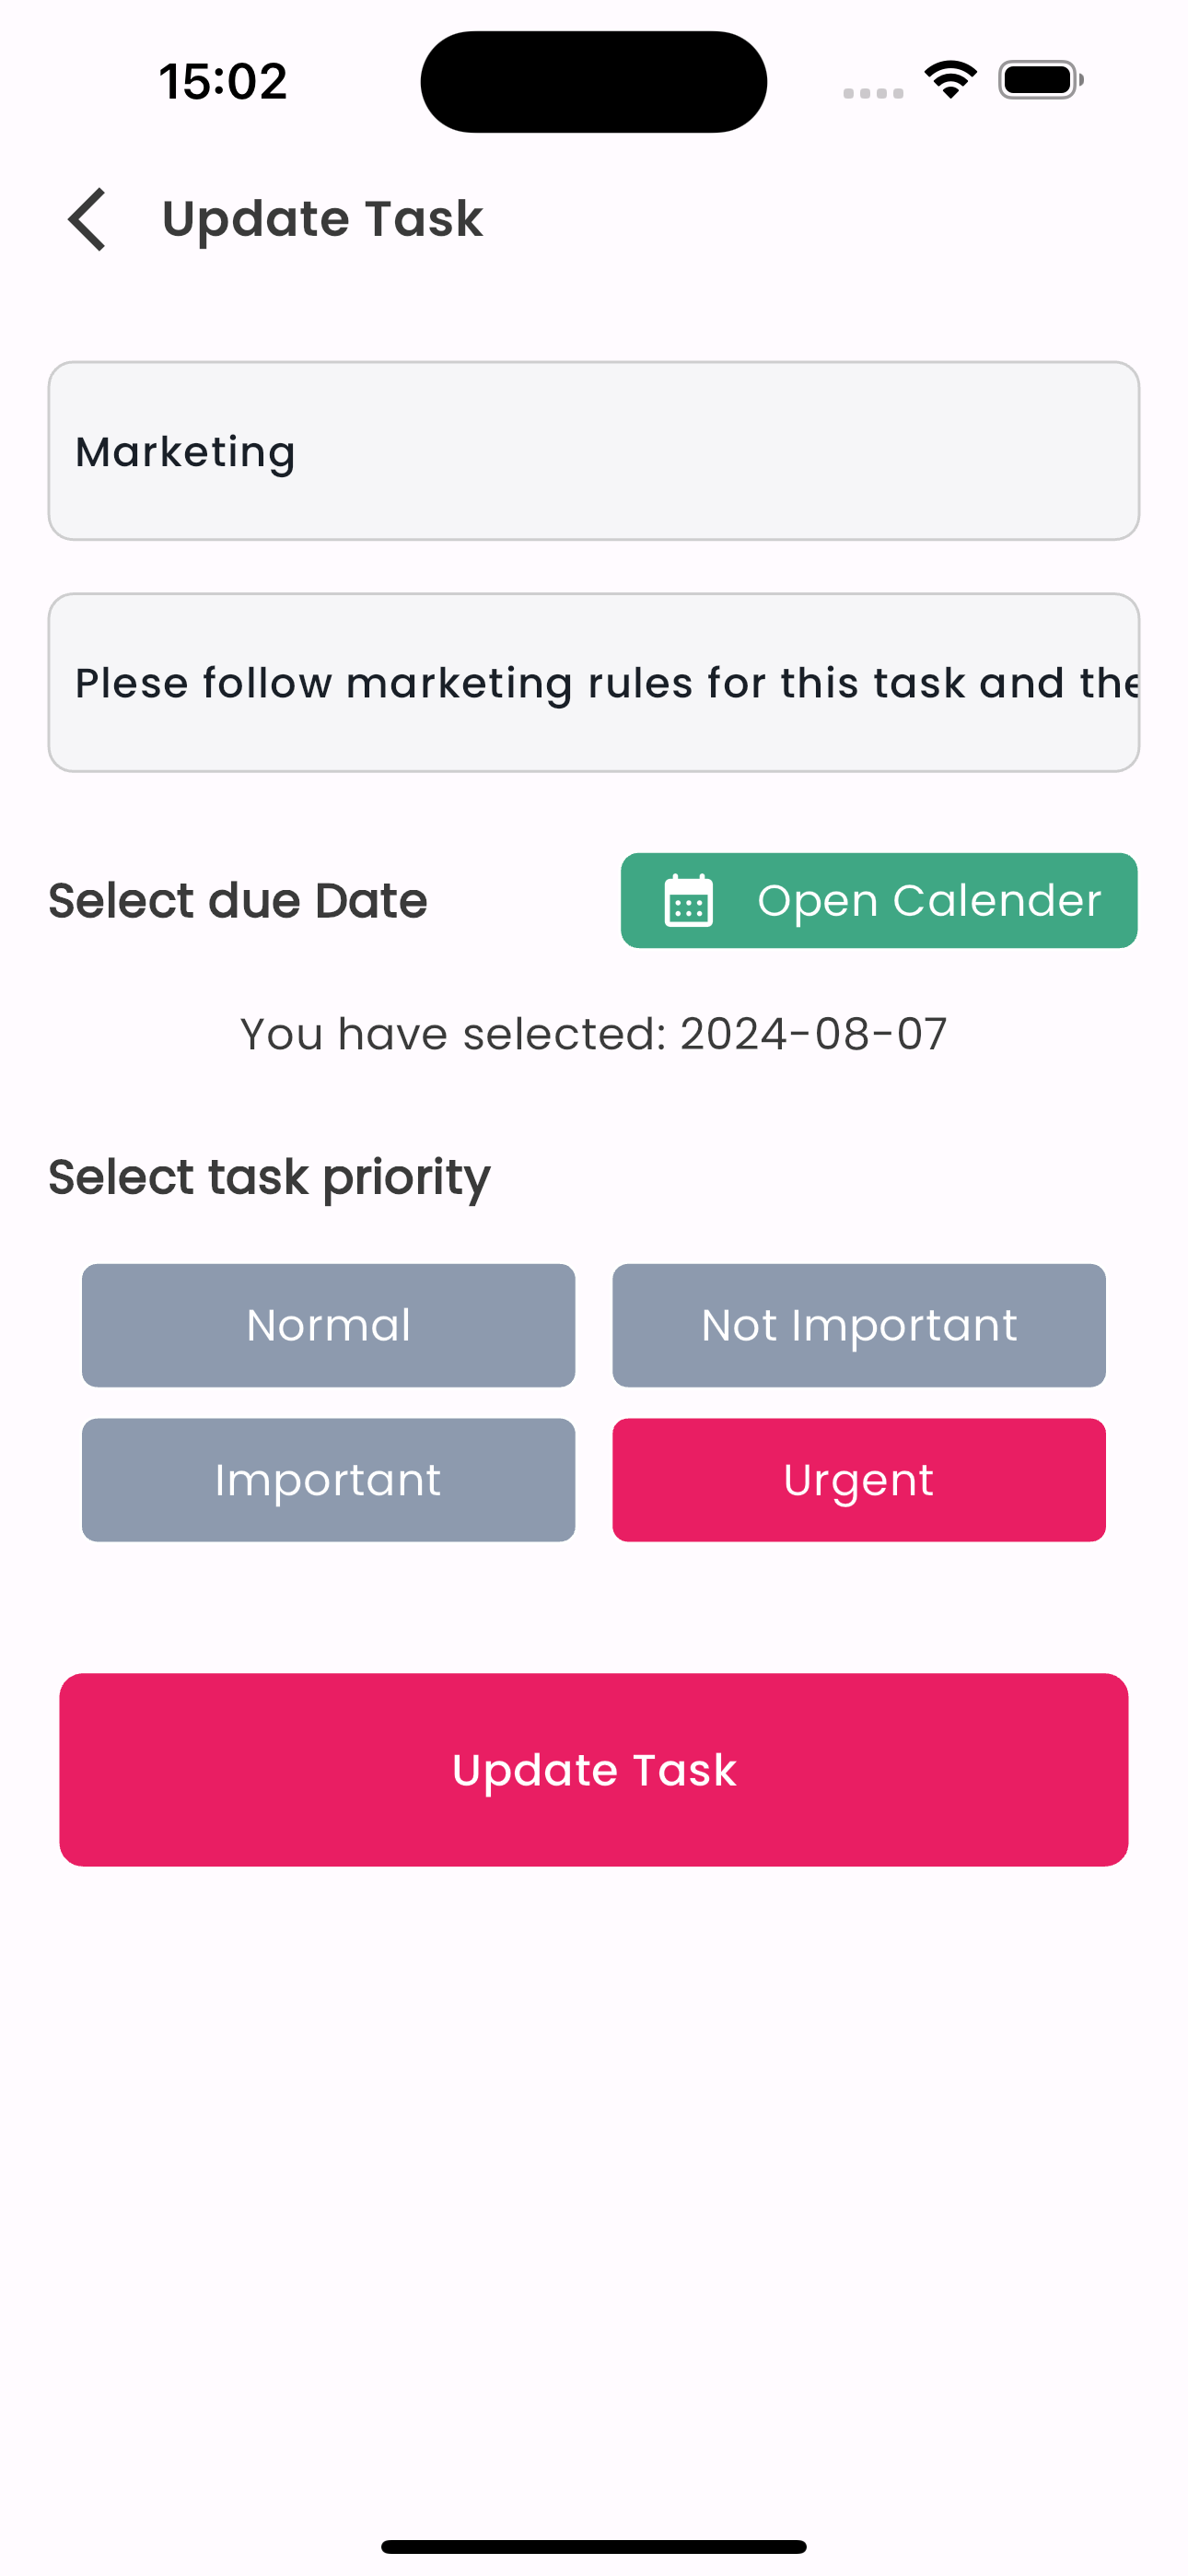 15:02
Update Task
Marketing
Plese follow marketing rules for this task and the
Select due Date
Open Calender
You have selected: 2024-08-07
Select task priority
Normal
Not Important
Important
Urgent
Update Task